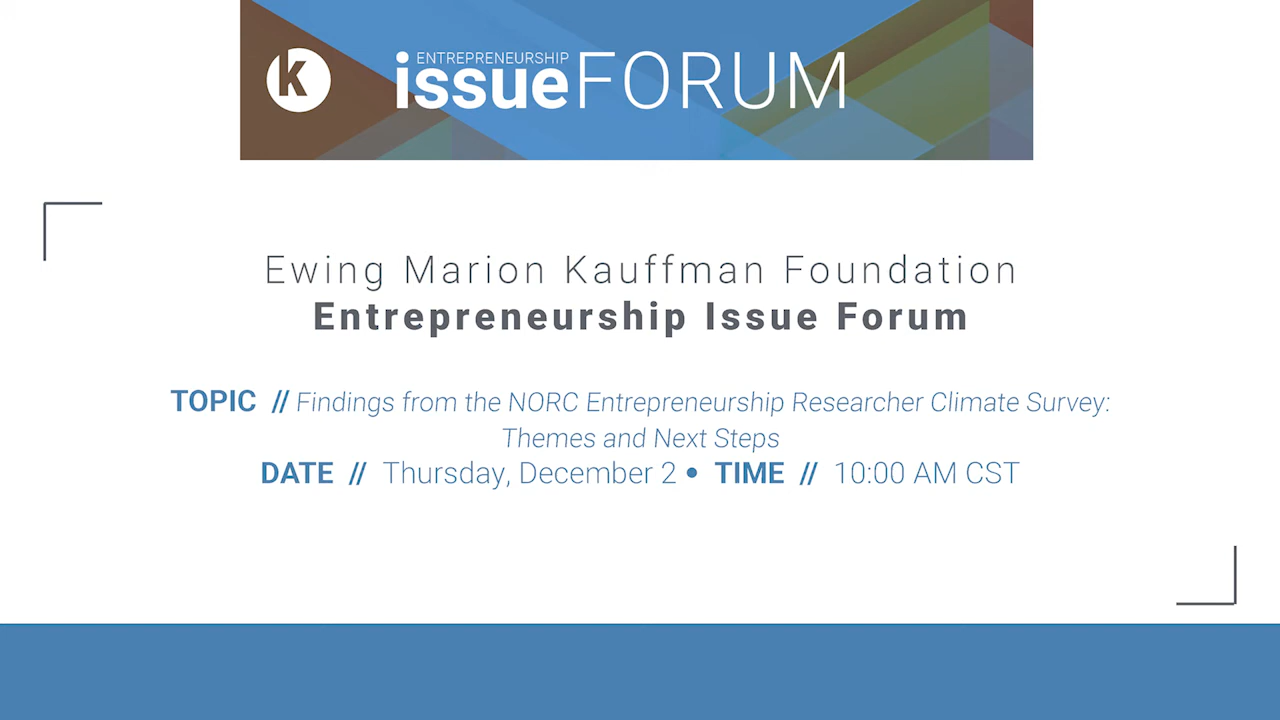 K
ENTREPRENEURSHIP
issueFORUM
Ewing Marion Kauffman Foundation
Entrepreneurship Issue Forum
TOPIC // Findings from the NORC Entrepreneurship Researcher Climate Survey:
Themes and Next Steps
DATE // Thursday, December 2 • TIME // 10:00 AM CST